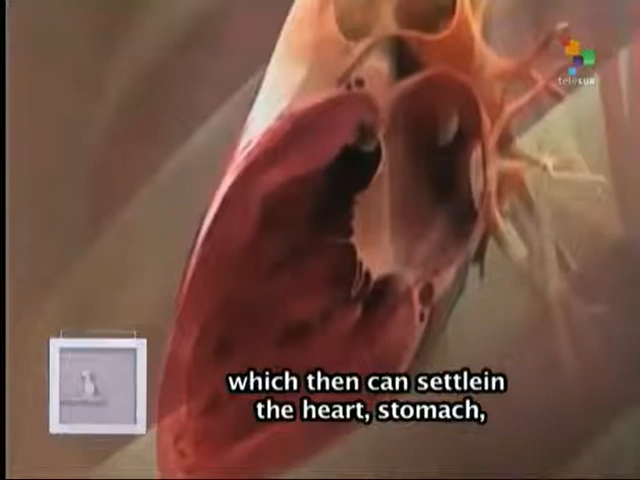 telesur
which then can settlein
the heart, stomach,